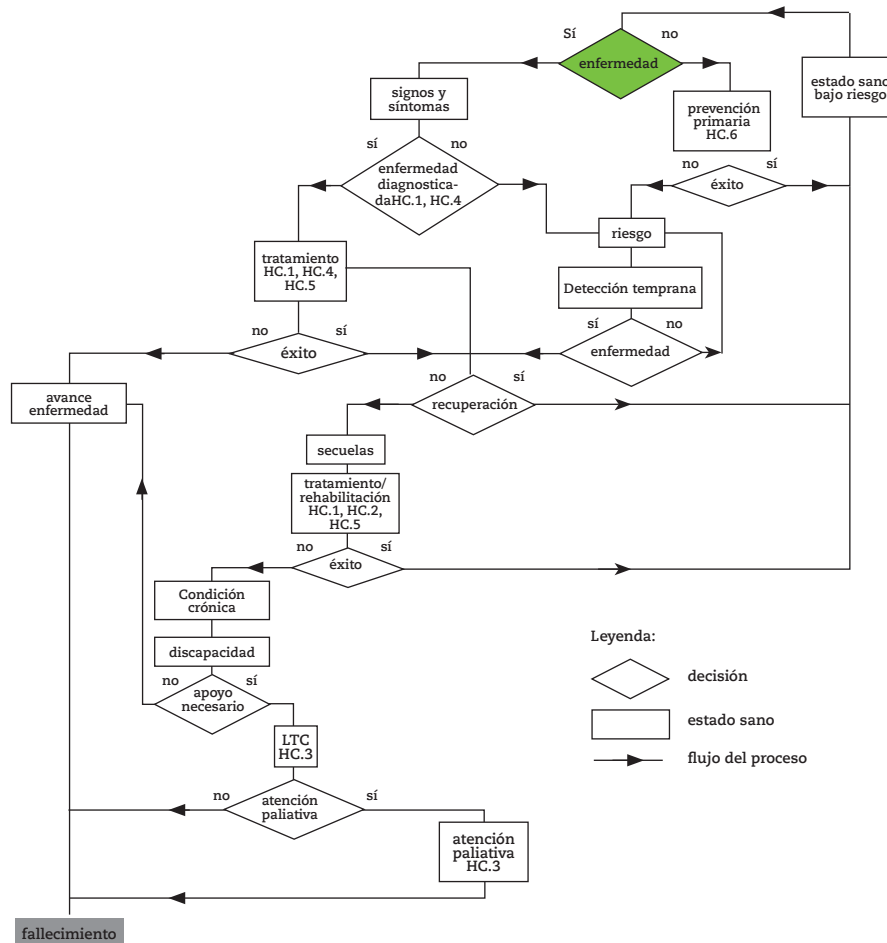 Sí
no
enfermedad
estado sano
bajo riesgo
signos y
síntomas
prevención
primaria
HC.6
sí
no
enfermedad
diagnostica-
daHC.1, HC.4
no
sí
éxito
riesgo
tratamiento
HC.1, HC.4,
HC.5
Detección temprana
no
sí
éxito
sí
no
enfermedad
avance
enfermedad
no
sí
recuperación
secuelas
tratamiento/
rehabilitación
HC.1, HC.2,
HC.5
no
sí
éxito
Condición
crónica
discapacidad
no
sí
apoyo
necesario
LTC
HC.3
no
sí
atención
paliativa
atención
paliativa
HC.3
fallecimiento
Leyenda:
decisión
estado sano
flujo del proceso